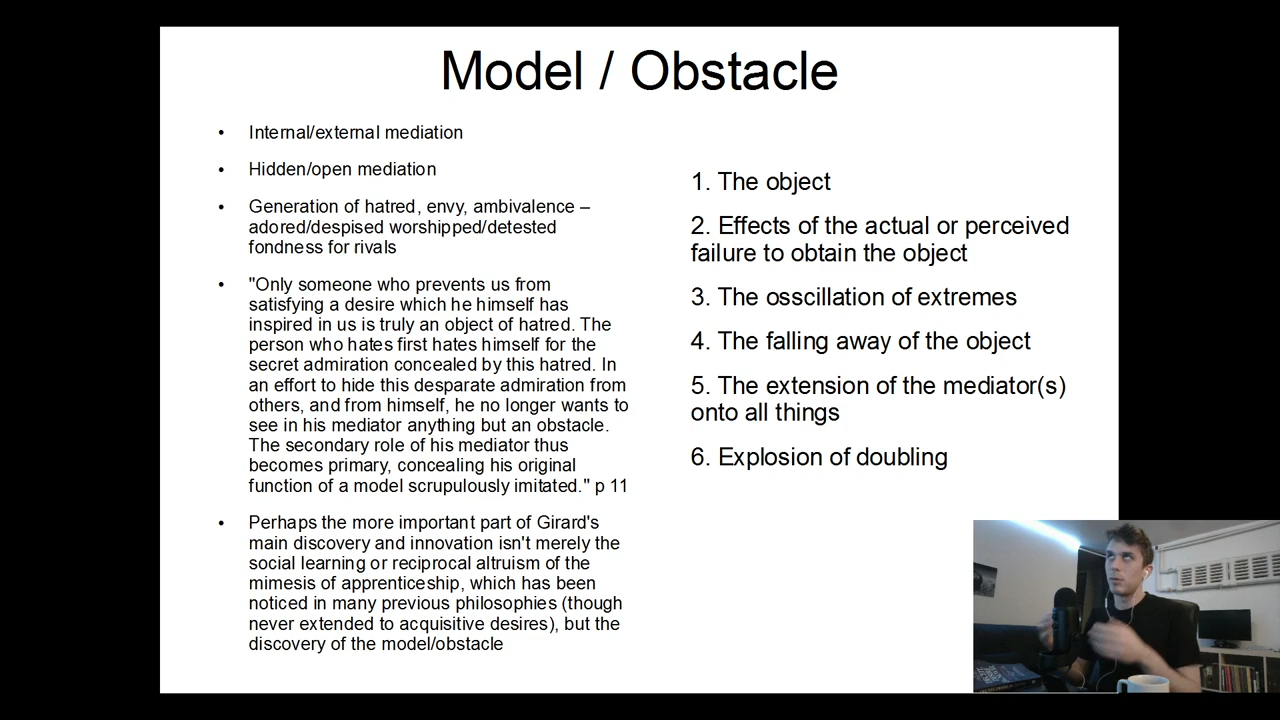 Model / Obstacle
• Internal/external mediation
• Hidden/open mediation
• Generation of hatred, envy, ambivalence –
adored/despised worshipped/detested
fondness for rivals
• "Only someone who prevents us from
satisfying a desire which he himself has
inspired in us is truly an object of hatred. The
person who hates first hates himself for the
secret admiration concealed by this hatred. In
an effort to hide this desparate admiration from
others, and from himself, he no longer wants to
see in his mediator anything but an obstacle.
The secondary role of his mediator thus
becomes primary, concealing his original
function of a model scrupulously imitated." p 11
• Perhaps the more important part of Girard's
main discovery and innovation isn't merely the
social learning or reciprocal altruism of the
mimesis of apprenticeship, which has been
noticed in many previous philosophies (though
never extended to acquisitive desires), but the
discovery of the model/obstacle
1. The object
2. Effects of the actual or perceived
failure to obtain the object
3. The osscillation of extremes
4. The falling away of the object
5. The extension of the mediator(s)
onto all things
6. Explosion of doubling